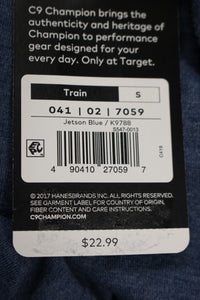 C9 Champion brings the
authenticity and heritage of
Champion to performance
gear designed for your
every day. Only at Target.
Train S
041 | 02 | 7059
Jetson Blue / K9788
S547-0013
4 90410 27059 7
© 2017 HANESBRANDS INC. ALL RIGHTS RESERVED.
SEE GARMENT LABEL FOR COUNTRY OF ORIGIN,
FIBER CONTENT AND CARE INSTRUCTIONS.
C9CHAMPION.COM
$22.99